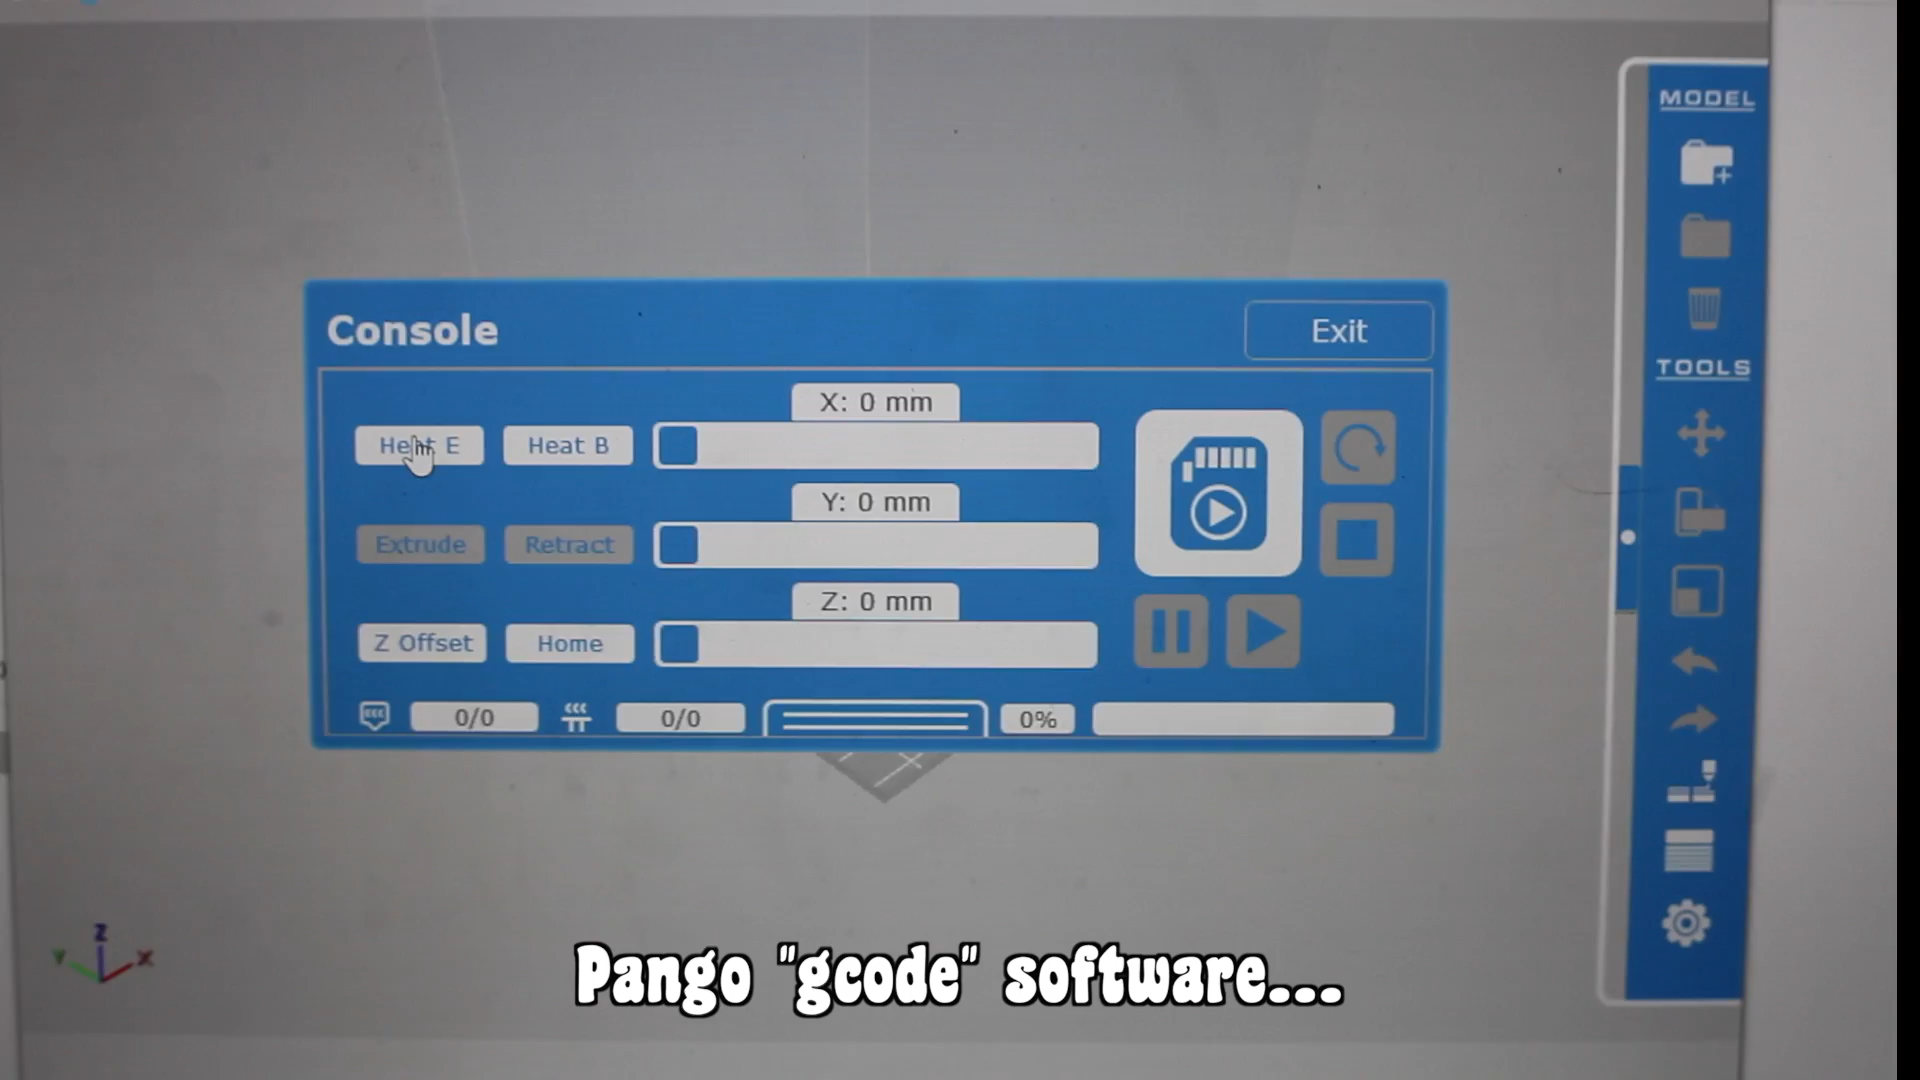 MODEL
Console
Exit
TOOLS
X: 0 mm
Heat E
Heat B
Y: 0 mm
Extrude
Retract
Z: 0 mm
Z Offset
Home
0/0
0/0
0%
Z
Y
X
Pango "gcode" software...